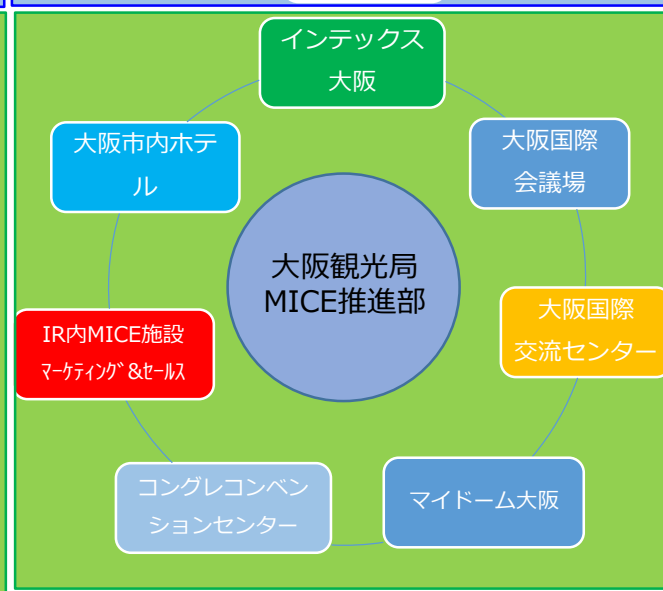 インテックス
大阪
大阪市内ホテ
ル
大阪国際
会議場
大阪観光局
MICE推進部
IR内MICE施設
ﾏｰｹﾃｨﾝｸﾞ&ｾｰﾙｽ
大阪国際
交流センター
コングレコンベン
ションセンター
マイドーム大阪